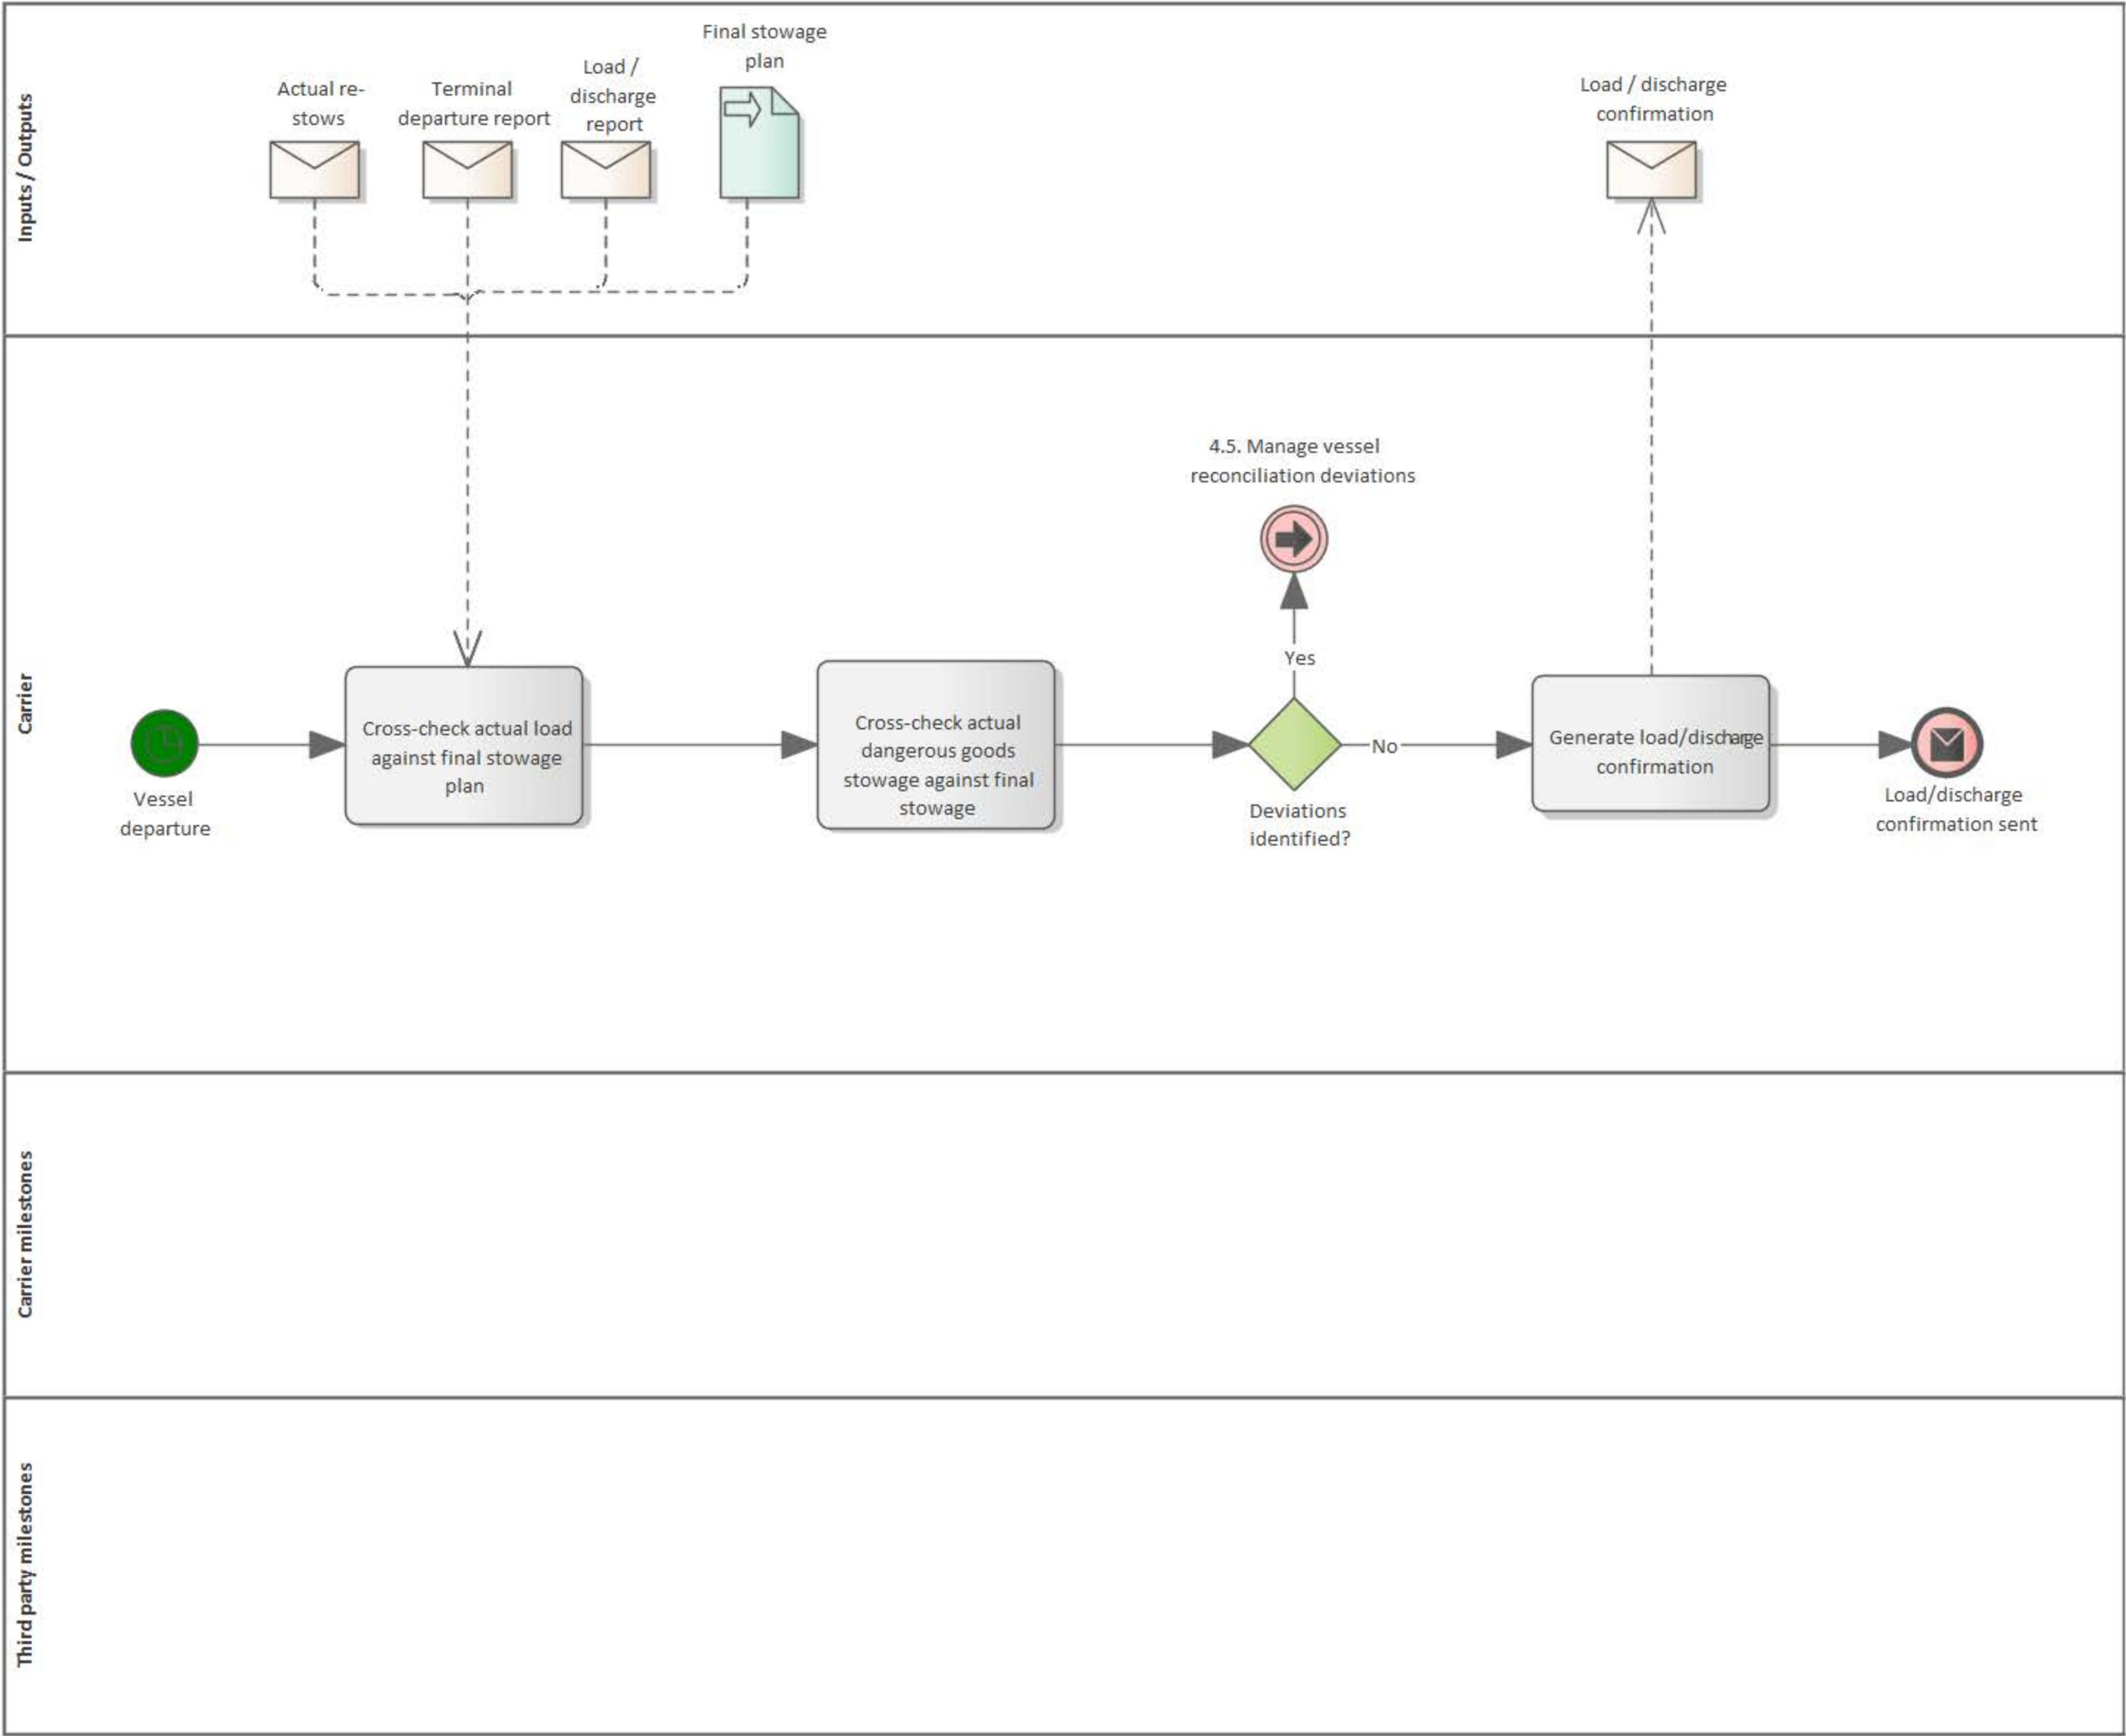 Inputs / Outputs
Actual re-
stows
Terminal
departure report
Load /
discharge
report
Final stowage
plan
Load / discharge
confirmation
Carrier
4.5. Manage vessel
reconciliation deviations
Yes
Vessel
departure
Cross-check actual load
against final stowage
plan
Cross-check actual
dangerous goods
stowage against final
stowage
Deviations
identified?
No
Generate load/discharge
confirmation
Load/discharge
confirmation sent
Carrier milestones
Third party milestones